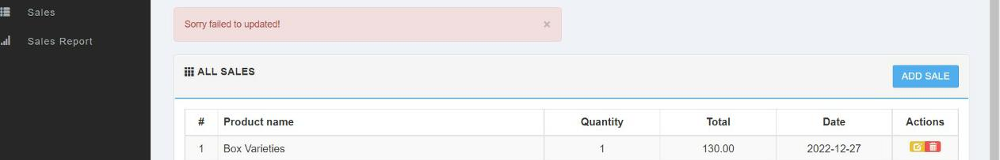 Sales
Sales Report
Sorry failed to updated!
×
ALL SALES
ADD SALE
# Product name Quantity Total Date Actions
1 Box Varieties 1 130.00 2022-12-27